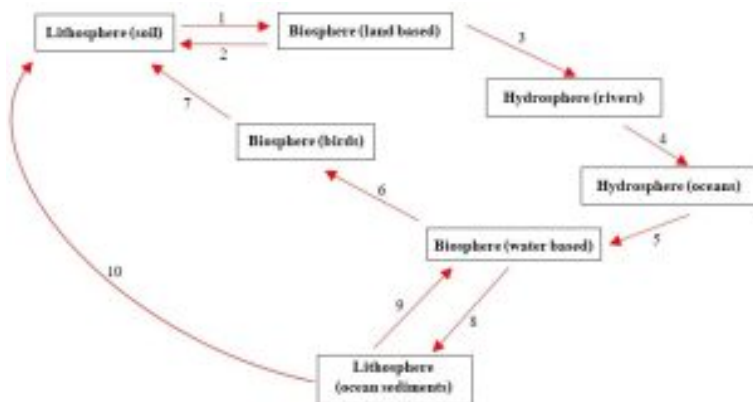 1
Lithosphere (soil)
Biosphere (land based)
2
3
7
Hydrosphere (rivers)
Biosphere (birds)
4
6
Hydrosphere (oceans)
5
Biosphere (water based)
10
9
8
Lithosphere
(ocean sediments)